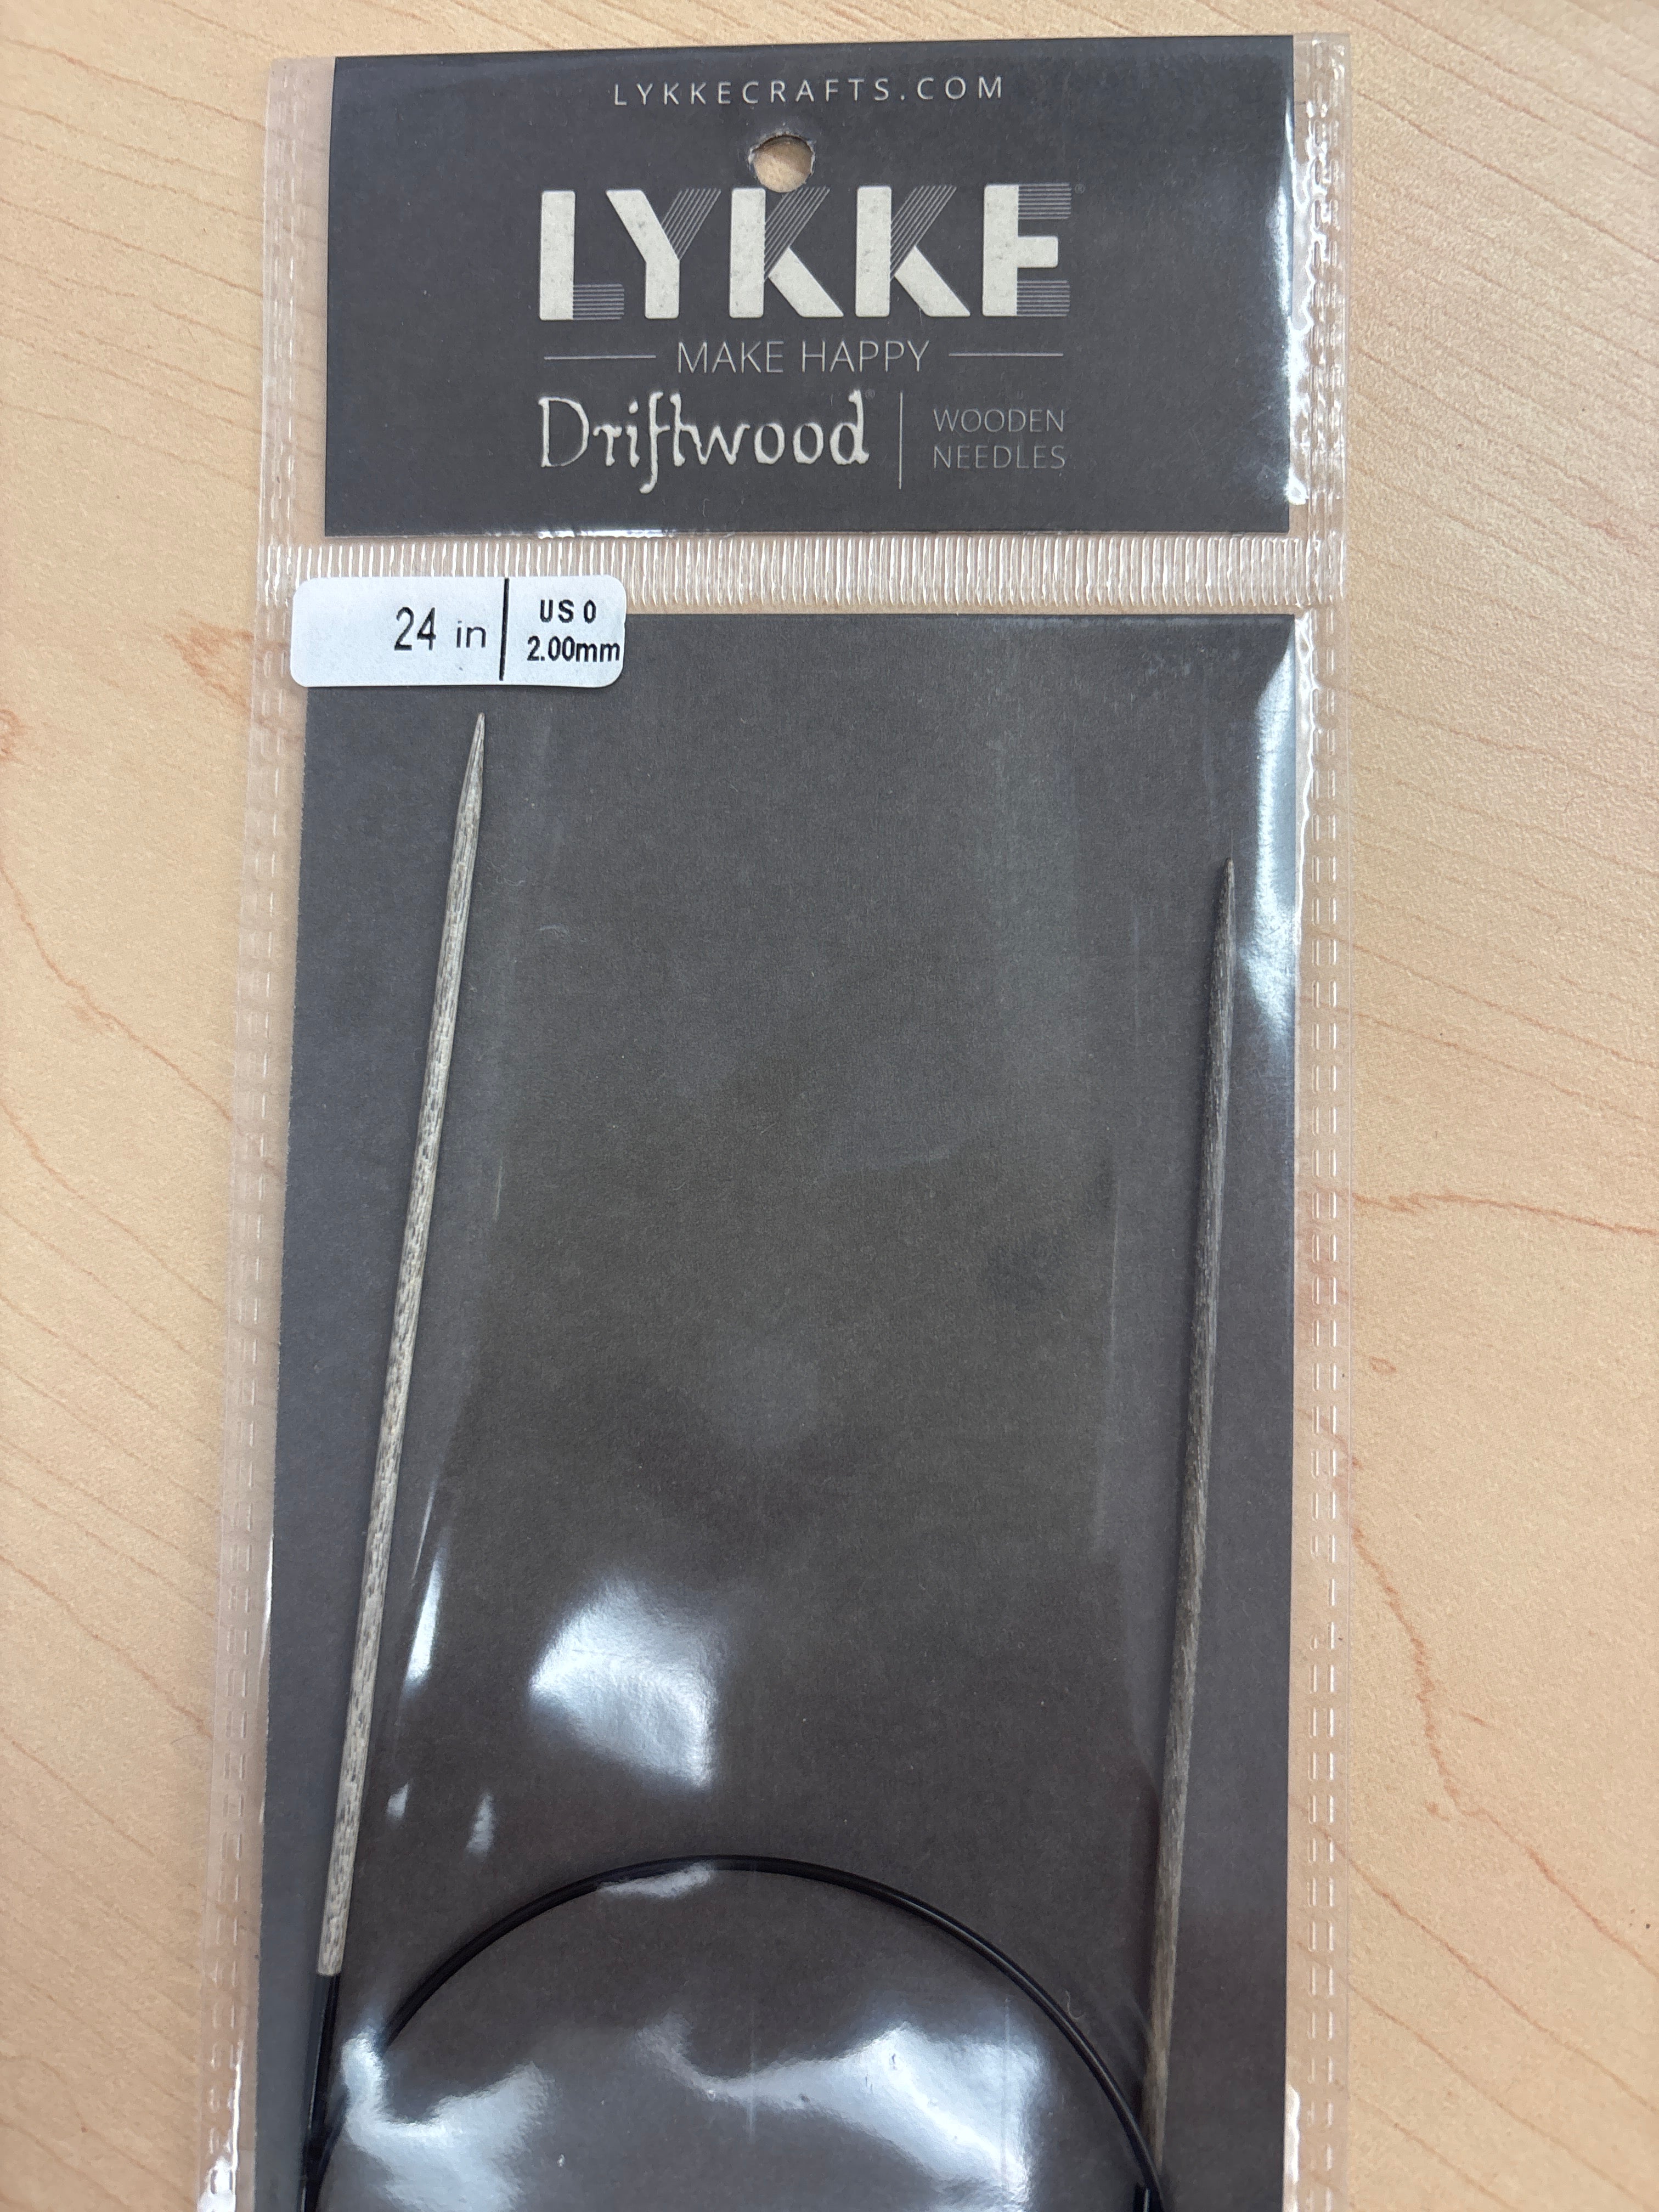 LYKKECRAFTS.COM
LYKKE®
MAKE HAPPY
Driftwood®
WOODEN
NEEDLES
24 in
US 0
2.00mm